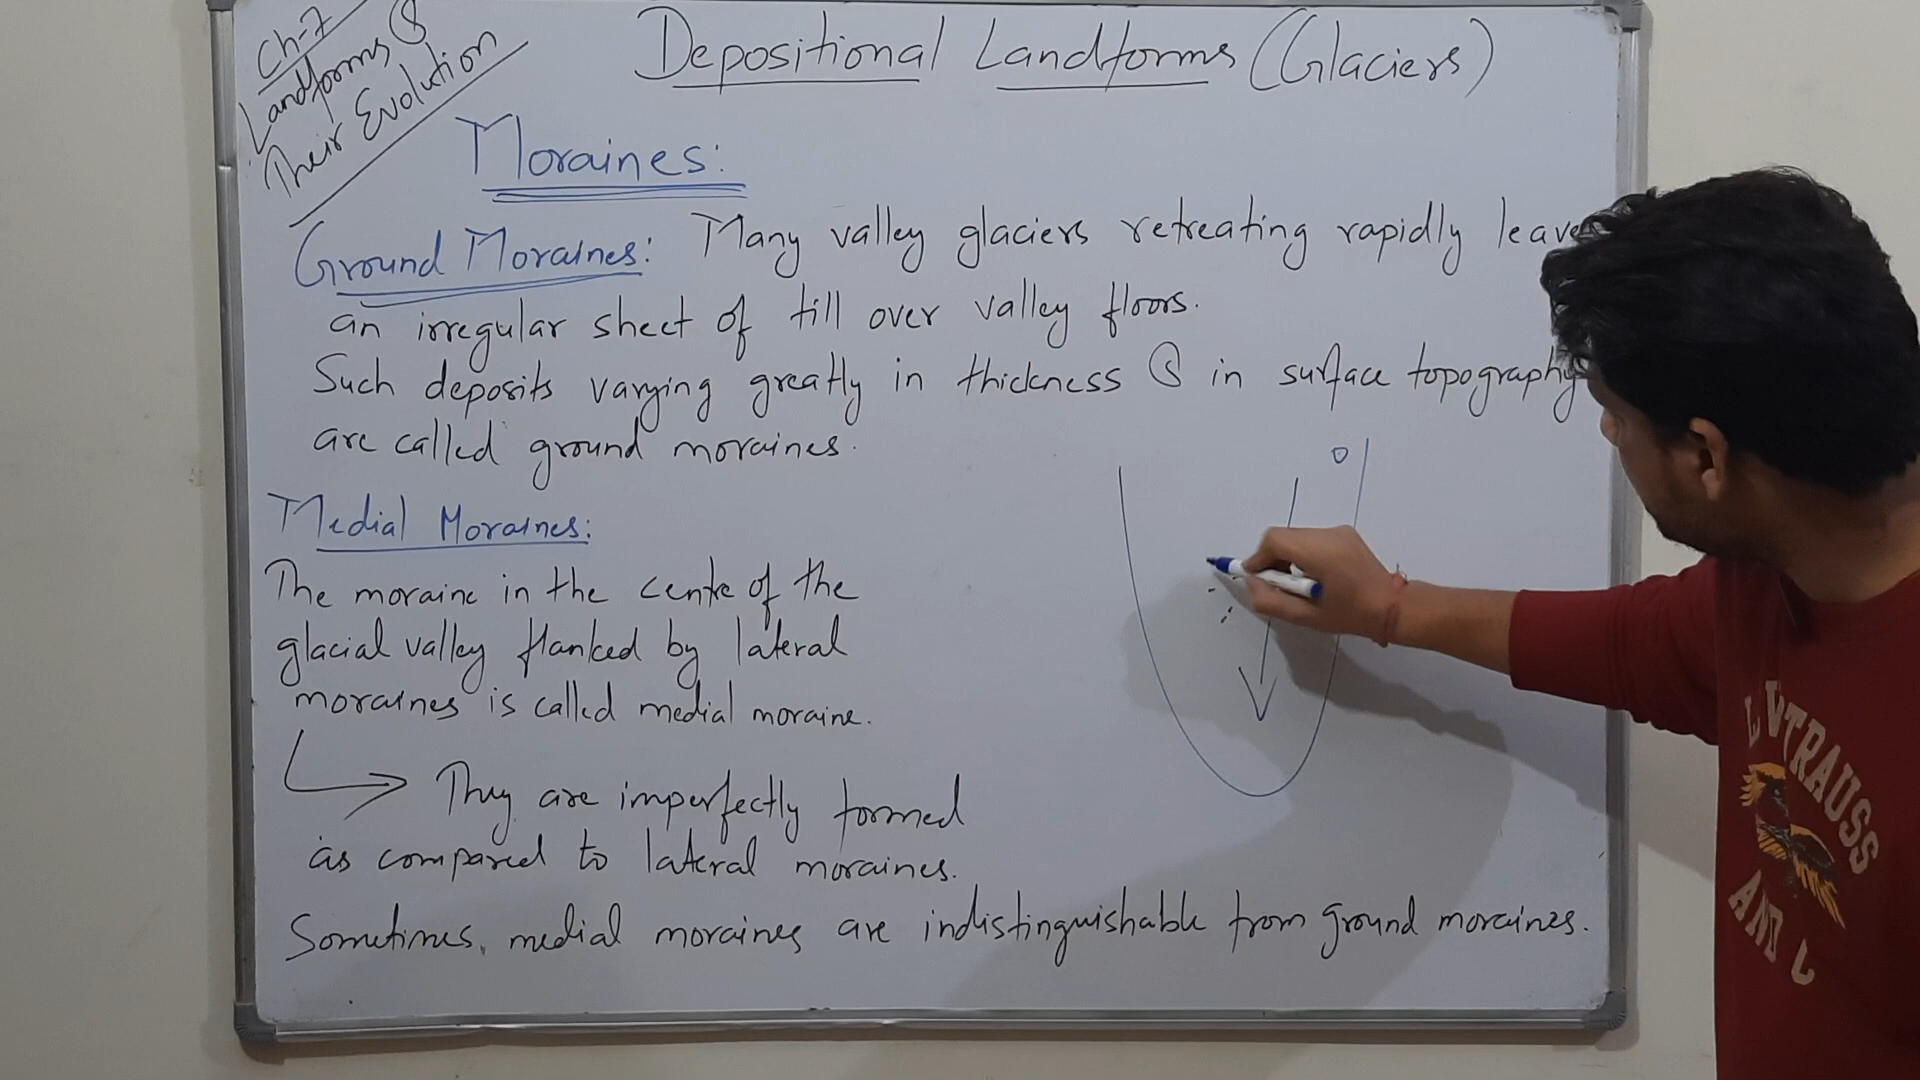 Ch-7
Landforms &
Their Evolution
Depositional Landforms (Glaciers)
Moraines:
Ground Moraines: Many valley glaciers retreating rapidly leave
an irregular sheet of till over valley floors.
Such deposits varying greatly in thickness & in surface topography
are called ground moraines.
Medial Moraines:
The moraine in the centre of the
glacial valley flanked by lateral
moraines is called medial moraine.
They are imperfectly formed
as compared to lateral moraines.
Sometimes, medial moraines are indistinguishable from ground moraines.
AND